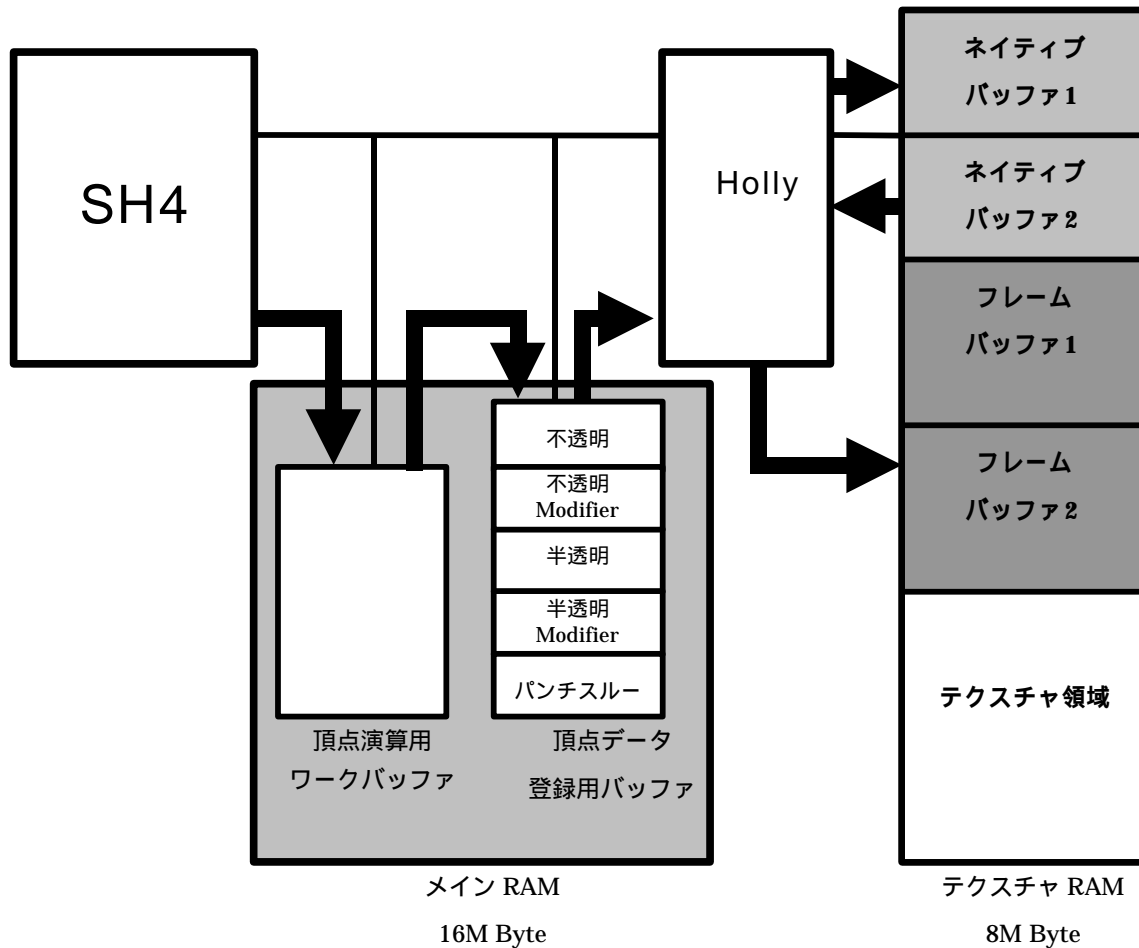 SH4
Holly
ネイティブ
バッファ1
ネイティブ
バッファ2
フレーム
バッファ1
フレーム
バッファ2
テクスチャ領域
不透明
不透明
Modifier
半透明
半透明
Modifier
パンチスルー
頂点演算用
ワークバッファ
頂点データ
登録用バッファ
メイン RAM
16M Byte
テクスチャ RAM
8M Byte